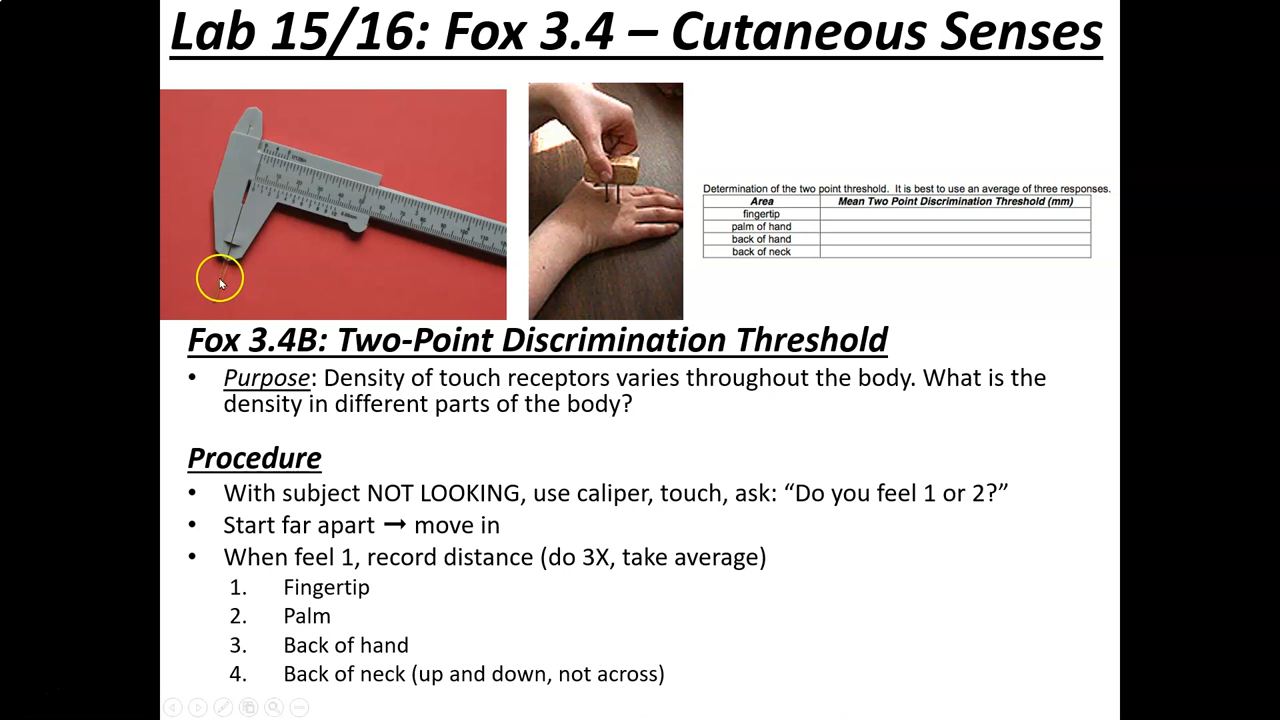 Lab 15/16: Fox 3.4 – Cutaneous Senses
Determination of the two point threshold. It is best to use an average of three responses.
Area Mean Two Point Discrimination Threshold (mm)
fingertip
palm of hand
back of hand
back of neck
Fox 3.4B: Two-Point Discrimination Threshold
• Purpose: Density of touch receptors varies throughout the body. What is the
density in different parts of the body?
Procedure
• With subject NOT LOOKING, use caliper, touch, ask: “Do you feel 1 or 2?”
• Start far apart → move in
• When feel 1, record distance (do 3X, take average)
1. Fingertip
2. Palm
3. Back of hand
4. Back of neck (up and down, not across)